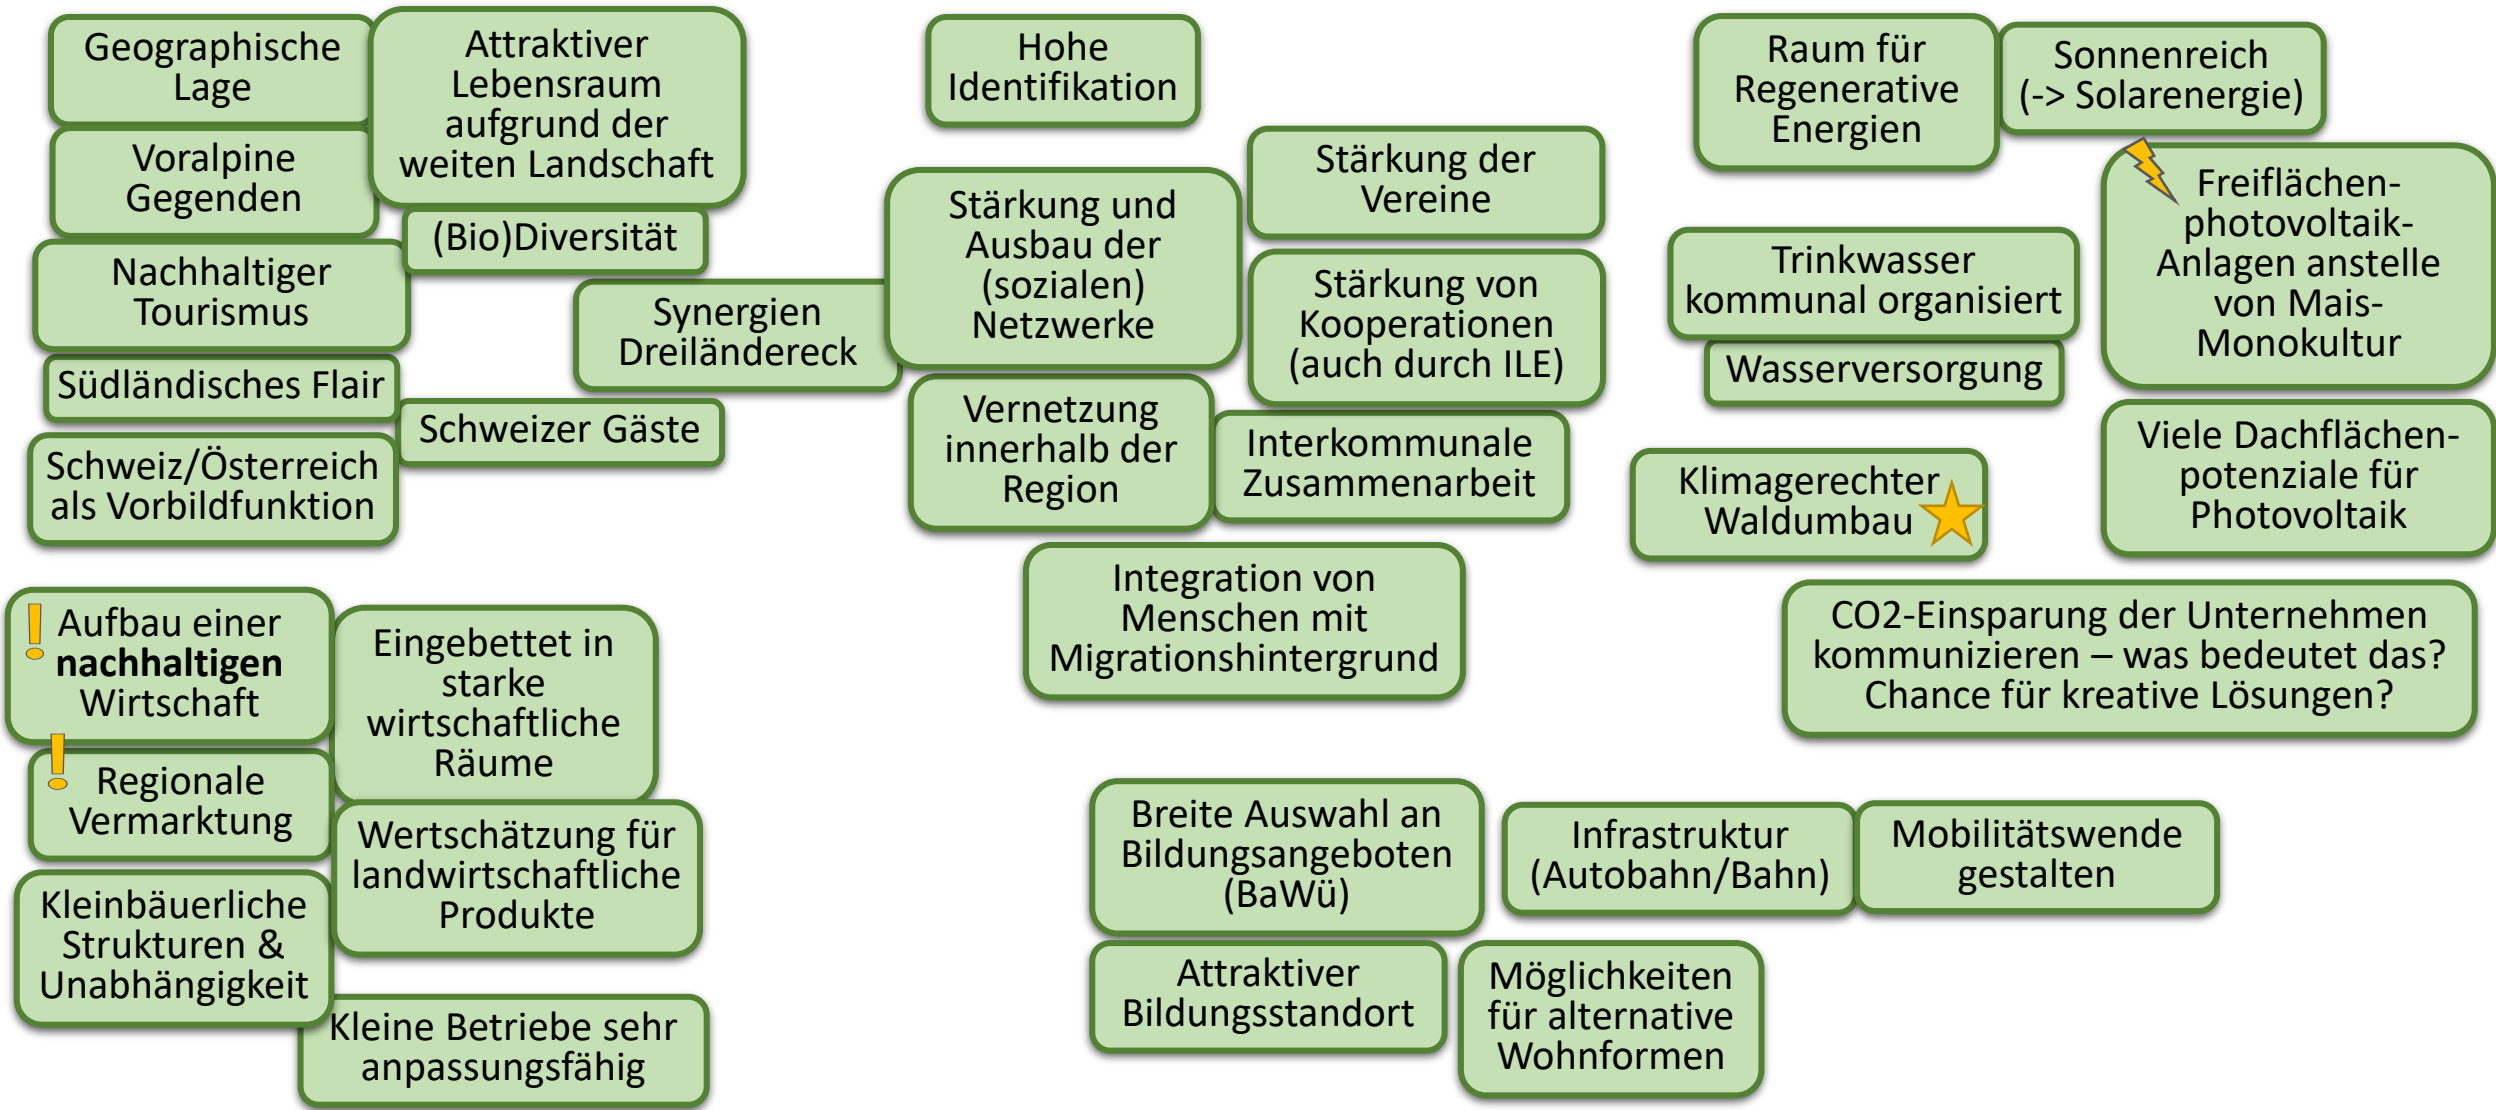 Geographische
Lage
Attraktiver
Lebensraum
aufgrund der
weiten Landschaft
Voralpine
Gegenden
(Bio)Diversität
Nachhaltiger
Tourismus
Südländisches Flair
Schweizer Gäste
Schweiz/Österreich
als Vorbildfunktion
Synergien
Dreiländereck
Hohe
Identifikation
Stärkung der
Vereine
Stärkung und
Ausbau der
(sozialen)
Netzwerke
Stärkung von
Kooperationen
(auch durch ILE)
Vernetzung
innerhalb der
Region
Interkommunale
Zusammenarbeit
Integration von
Menschen mit
Migrationshintergrund
Raum für
Regenerative
Energien
Sonnenreich
(-> Solarenergie)
Freiflächen-
photovoltaik-
Anlagen anstelle
von Mais-
Monokultur
Trinkwasser
kommunal organisiert
Wasserversorgung
Viele Dachflächen-
potenziale für
Photovoltaik
Klimagerechter
Waldumbau
CO2-Einsparung der Unternehmen
kommunizieren – was bedeutet das?
Chance für kreative Lösungen?
Aufbau einer
nachhaltigen
Wirtschaft
Eingebettet in
starke
wirtschaftliche
Räume
Regionale
Vermarktung
Wertschätzung für
landwirtschaftliche
Produkte
Kleinbäuerliche
Strukturen &
Unabhängigkeit
Kleine Betriebe sehr
anpassungsfähig
Breite Auswahl an
Bildungsangeboten
(BaWü)
Infrastruktur
(Autobahn/Bahn)
Mobilitätswende
gestalten
Attraktiver
Bildungsstandort
Möglichkeiten
für alternative
Wohnformen